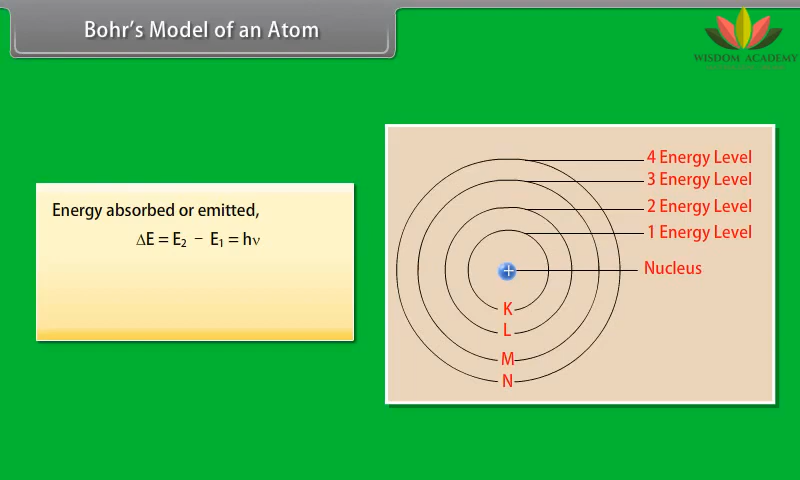 Bohr's Model of an Atom
WISDOM ACADEMY
Energy absorbed or emitted,
ΔE = E₂ − E₁ = hν
4 Energy Level
3 Energy Level
2 Energy Level
1 Energy Level
+
Nucleus
K
L
M
N